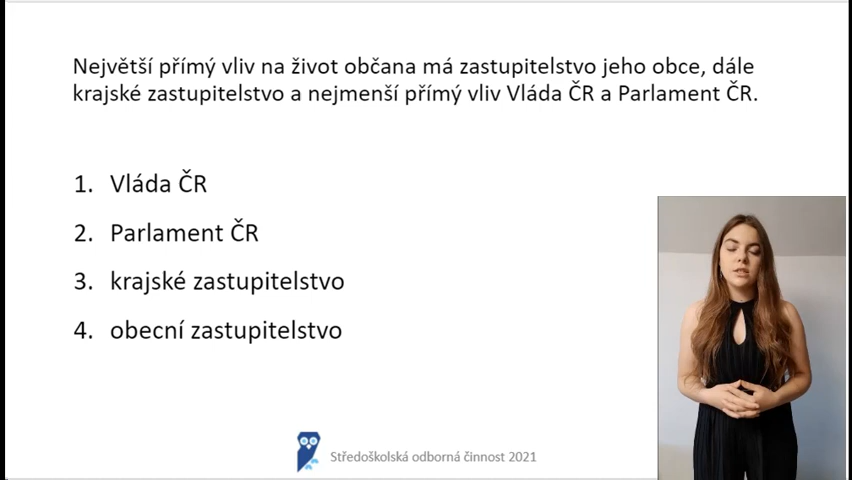 Největší přímý vliv na život občana má zastupitelstvo jeho obce, dále
krajské zastupitelstvo a nejmenší přímý vliv Vláda ČR a Parlament ČR.
1. Vláda ČR
2. Parlament ČR
3. krajské zastupitelstvo
4. obecní zastupitelstvo
Středoškolská odborná činnost 2021